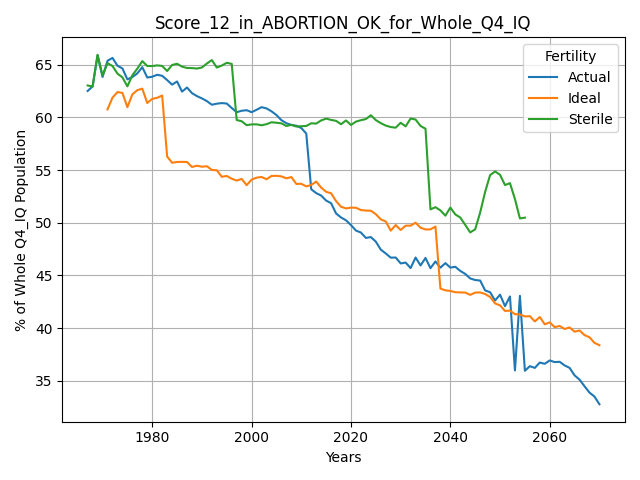 Score_12_in_ABORTION_OK_for_Whole_Q4_IQ
% of Whole Q4_IQ Population
65
60
55
50
45
40
35
Fertility
Actual
Ideal
Sterile
1980
2000
2020
2040
2060
Years